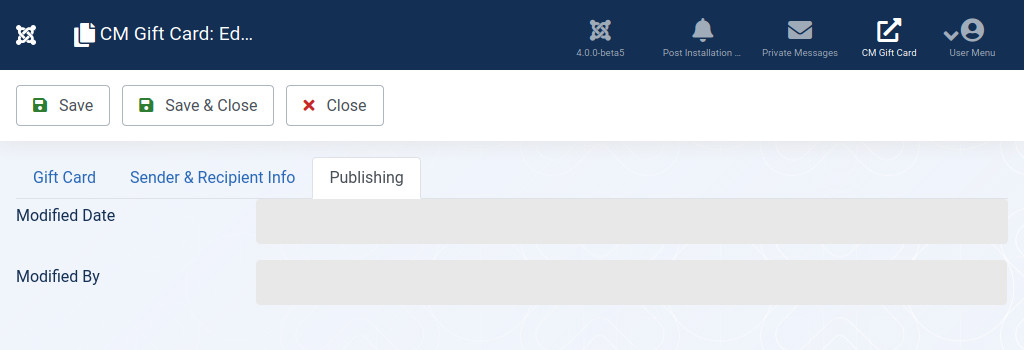 CM Gift Card: Ed...
4.0.0-beta5
Post Installation ...
Private Messages
CM Gift Card
User Menu
Save
Save & Close
Close
Gift Card
Sender & Recipient Info
Publishing
Modified Date
Modified By